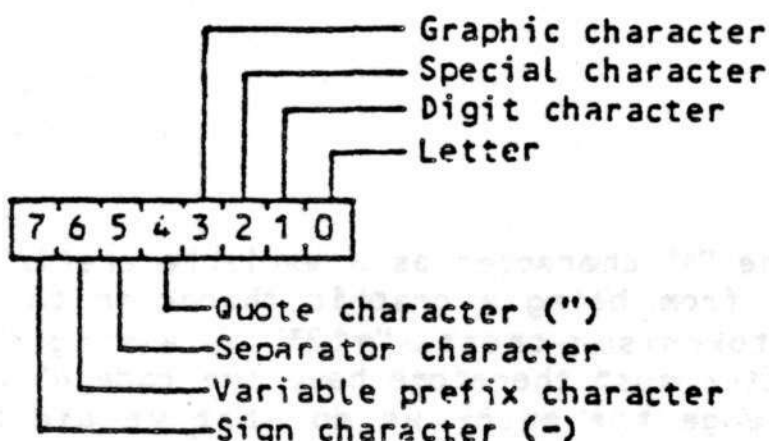 Graphic character
Special character
Digit character
Letter
7 6 5 4 3 2 1 0
Quote character (")
Separator character
Variable prefix character
Sign character (-)